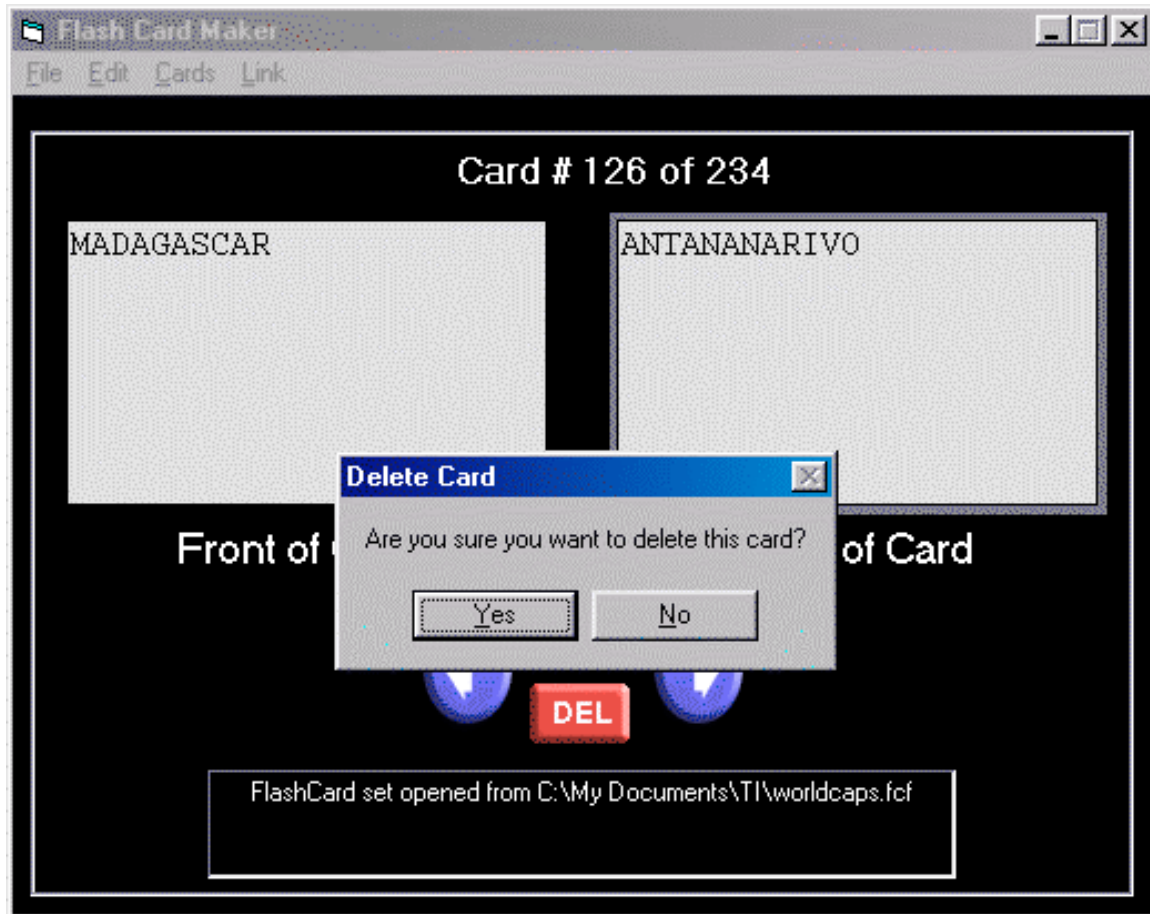 Flash Card Maker
File Edit Cards Link
Card # 126 of 234
MADAGASCAR
ANTANANARIVO
Delete Card
Are you sure you want to delete this card?
Yes No
Front of
of Card
DEL
FlashCard set opened from C:\My Documents\TI\worldcaps.fcf